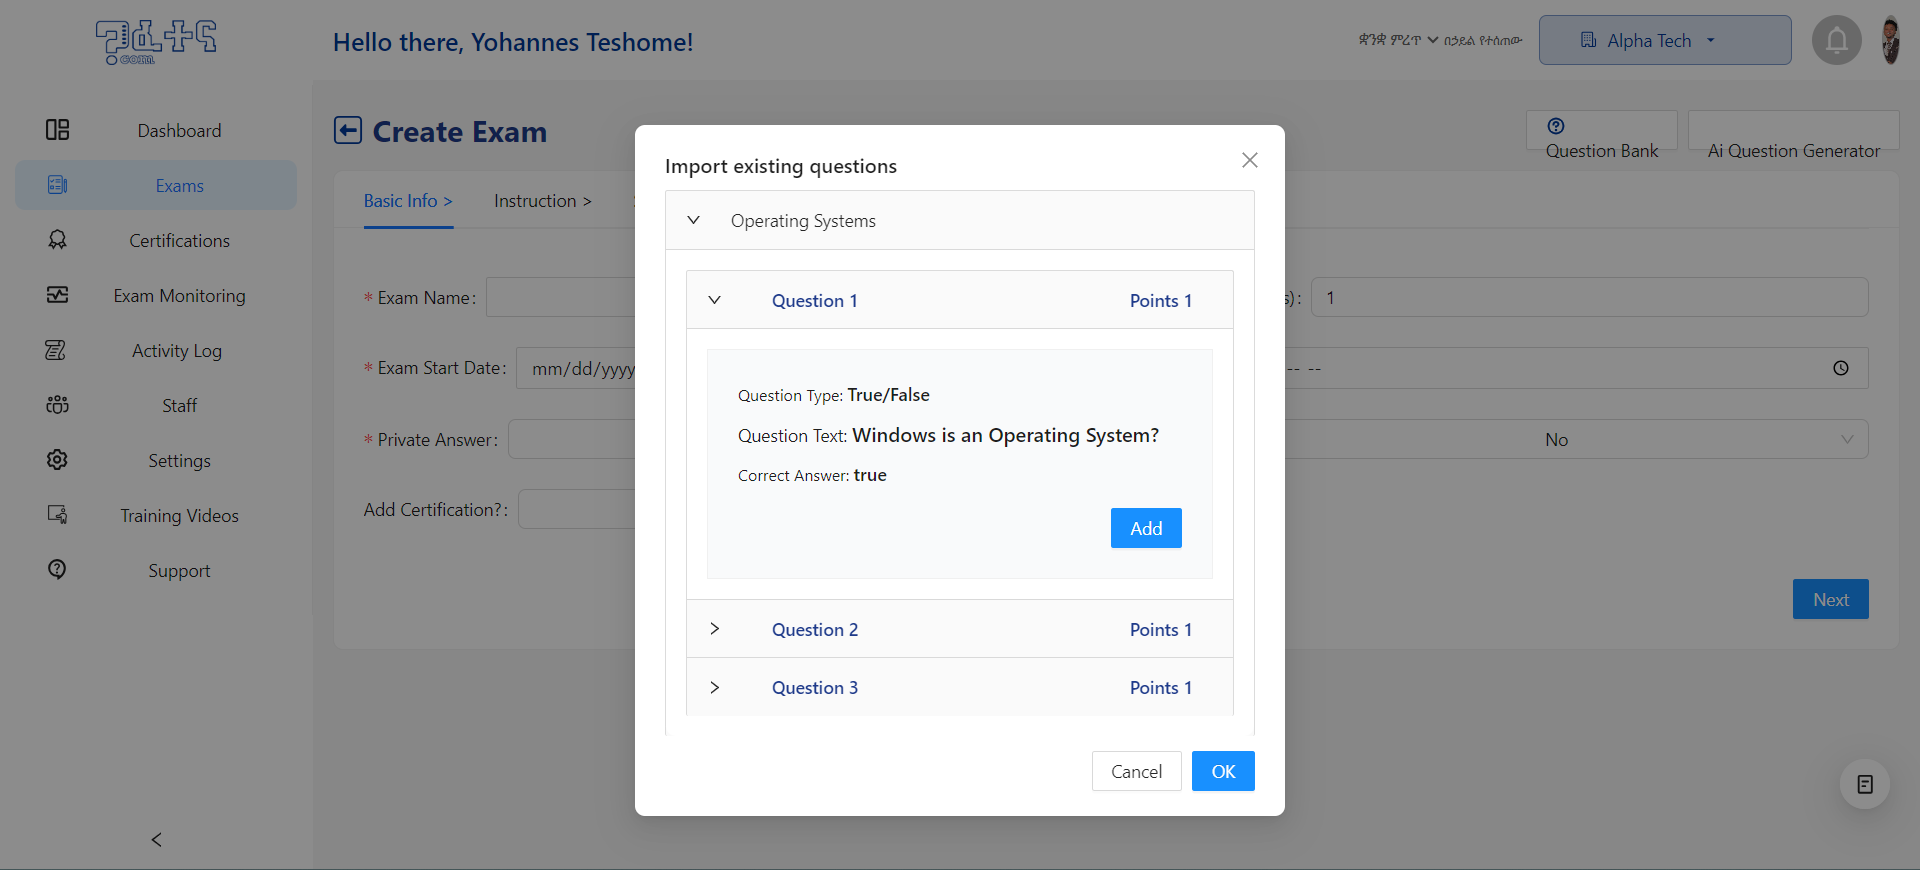 ፈተና
.com
Hello there, Yohannes Teshome!
ቋንቋ ምረጥ
በኃይል የተሰጠው
Alpha Tech
Dashboard
Exams
Certifications
Exam Monitoring
Activity Log
Staff
Settings
Training Videos
Support
Create Exam
Question Bank
Ai Question Generator
Basic Info >
Instruction >
* Exam Name:
s):
1
* Exam Start Date:
mm/dd/yyyy
-- --
* Private Answer:
No
Add Certification?:
Next
Import existing questions
Operating Systems
Question 1 Points 1
Question Type: True/False
Question Text: Windows is an Operating System?
Correct Answer: true
Add
Question 2 Points 1
Question 3 Points 1
Cancel
OK